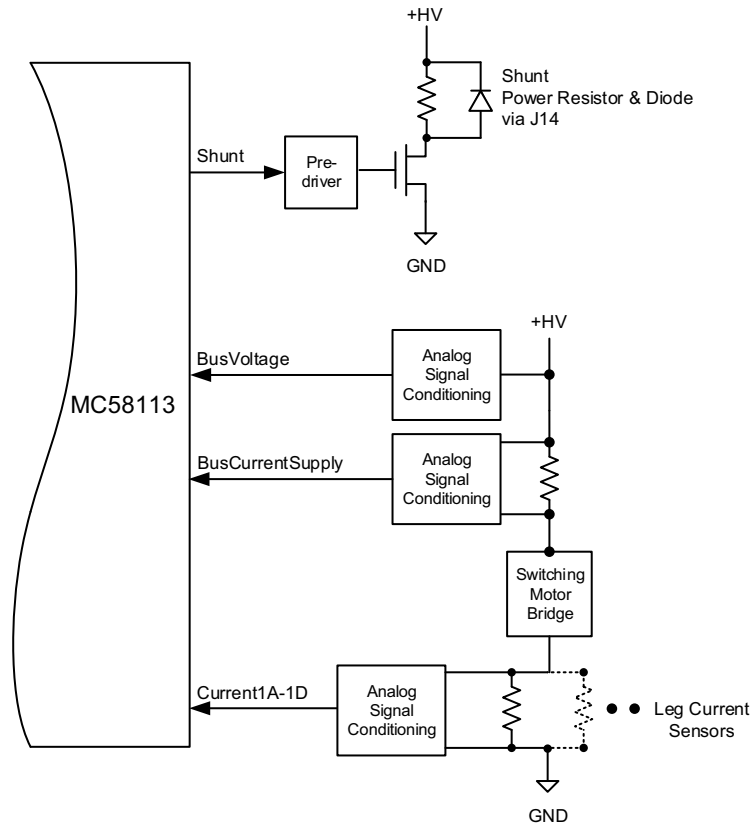 +HV
Shunt
Power Resistor & Diode
via J14
Shunt
Pre-
driver
GND
+HV
BusVoltage
Analog
Signal
Conditioning
MC58113
BusCurrentSupply
Analog
Signal
Conditioning
Switching
Motor
Bridge
Current1A-1D
Analog
Signal
Conditioning
Leg Current
Sensors
GND